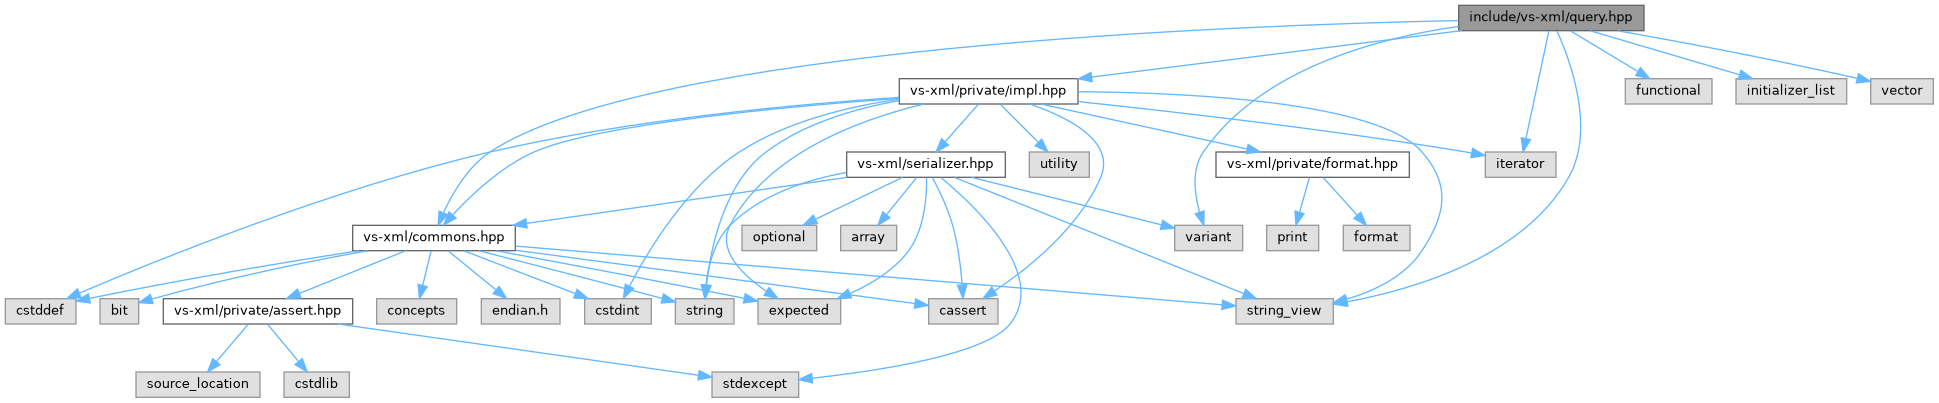 include/vs-xml/query.hpp
vs-xml/private/impl.hpp
functional
initializer_list
vector
vs-xml/serializer.hpp
utility
vs-xml/private/format.hpp
iterator
vs-xml/commons.hpp
optional
array
variant
print
format
cstddef
bit
vs-xml/private/assert.hpp
concepts
endian.h
cstdint
string
expected
cassert
string_view
source_location
cstdlib
stdexcept